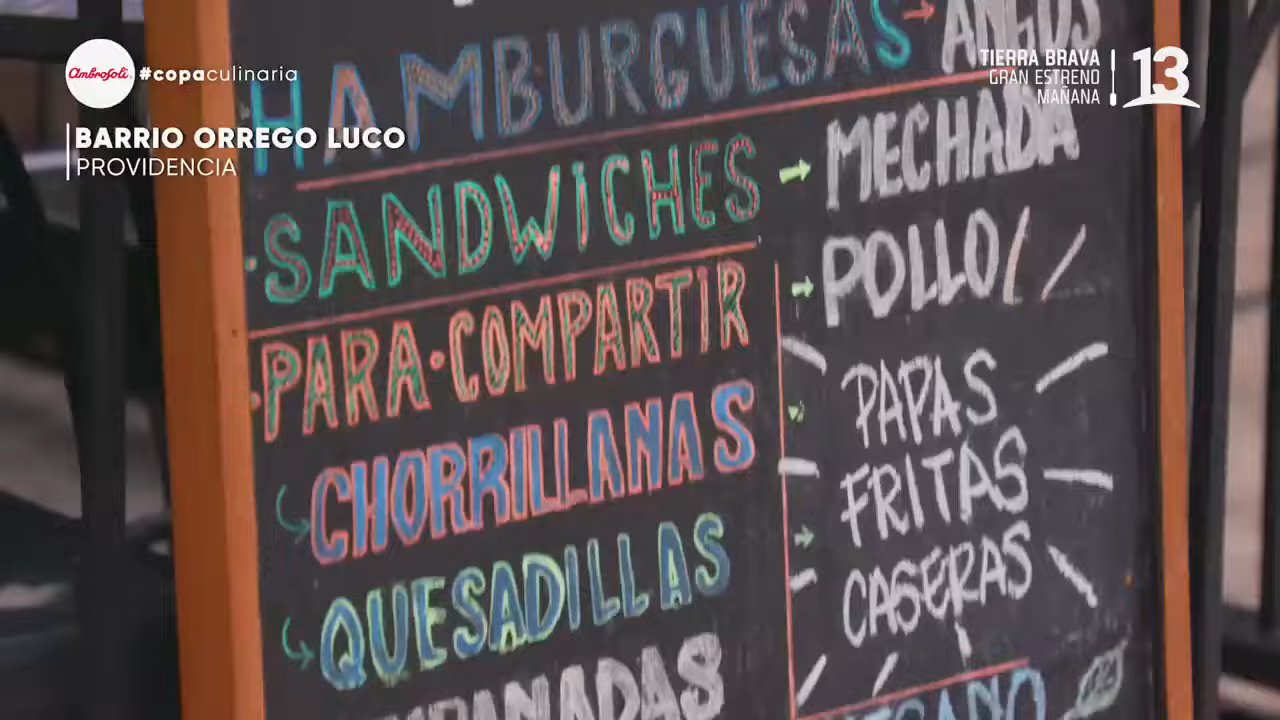 Ambrosoli #copaculinaria
BARRIO ORREGO LUCO
PROVIDENCIA
TIERRA BRAVA
GRAN ESTRENO
MAÑANA
13
HAMBURGUESAS → ANGUS
SANDWICHES → MECHADA
→ POLLO //
PARA·COMPARTIR
CHORRILLANAS
QUESADILLAS
PAPAS
FRITAS
CASERAS